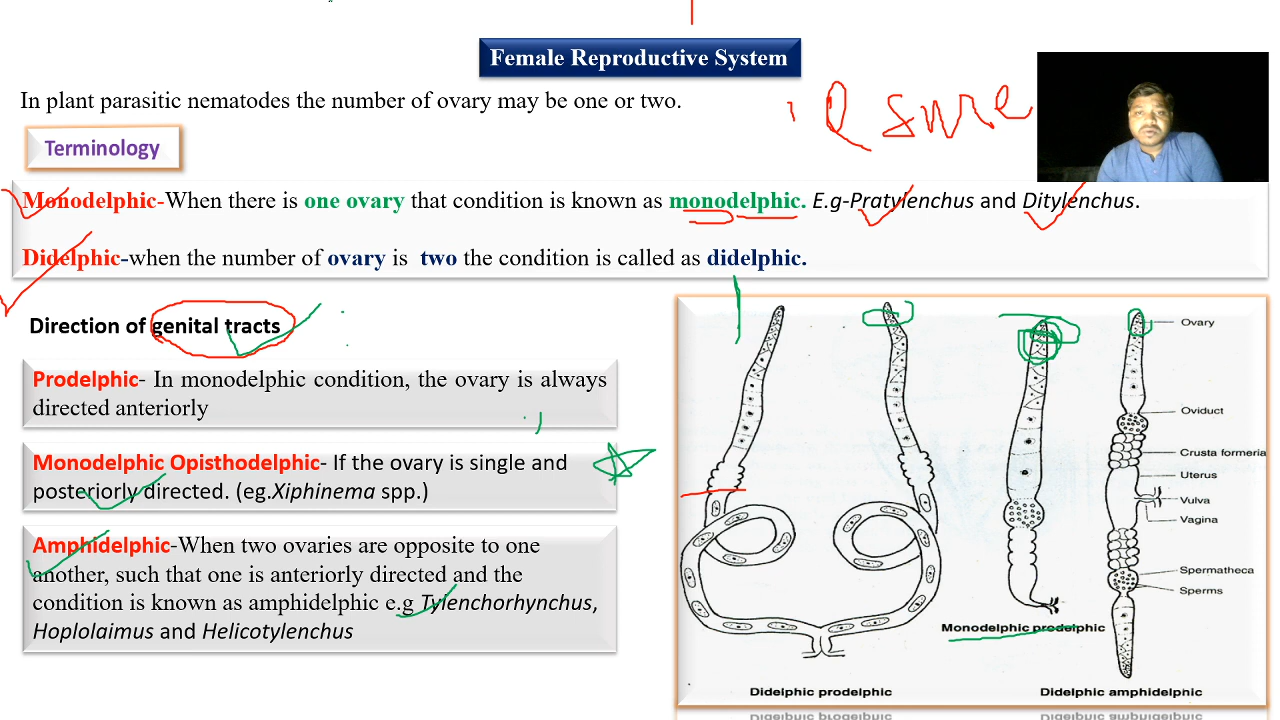 Female Reproductive System
In plant parasitic nematodes the number of ovary may be one or two.
sure
Terminology
Monodelphic-When there is one ovary that condition is known as monodelphic. E.g-Pratylenchus and Ditylenchus.
Didelphic-when the number of ovary is two the condition is called as didelphic.
Direction of genital tracts
Prodelphic- In monodelphic condition, the ovary is always
directed anteriorly
Monodelphic Opisthodelphic- If the ovary is single and
posteriorly directed. (eg.Xiphinema spp.)
Amphidelphic-When two ovaries are opposite to one
another, such that one is anteriorly directed and the
condition is known as amphidelphic e.g Tylenchorhynchus,
Hoplolaimus and Helicotylenchus
Ovary
Oviduct
Crusta formeria
Uterus
Vulva
Vagina
Spermatheca
Sperms
Monodelphic prodelphic
Didelphic prodelphic
Didelphic amphidelphic